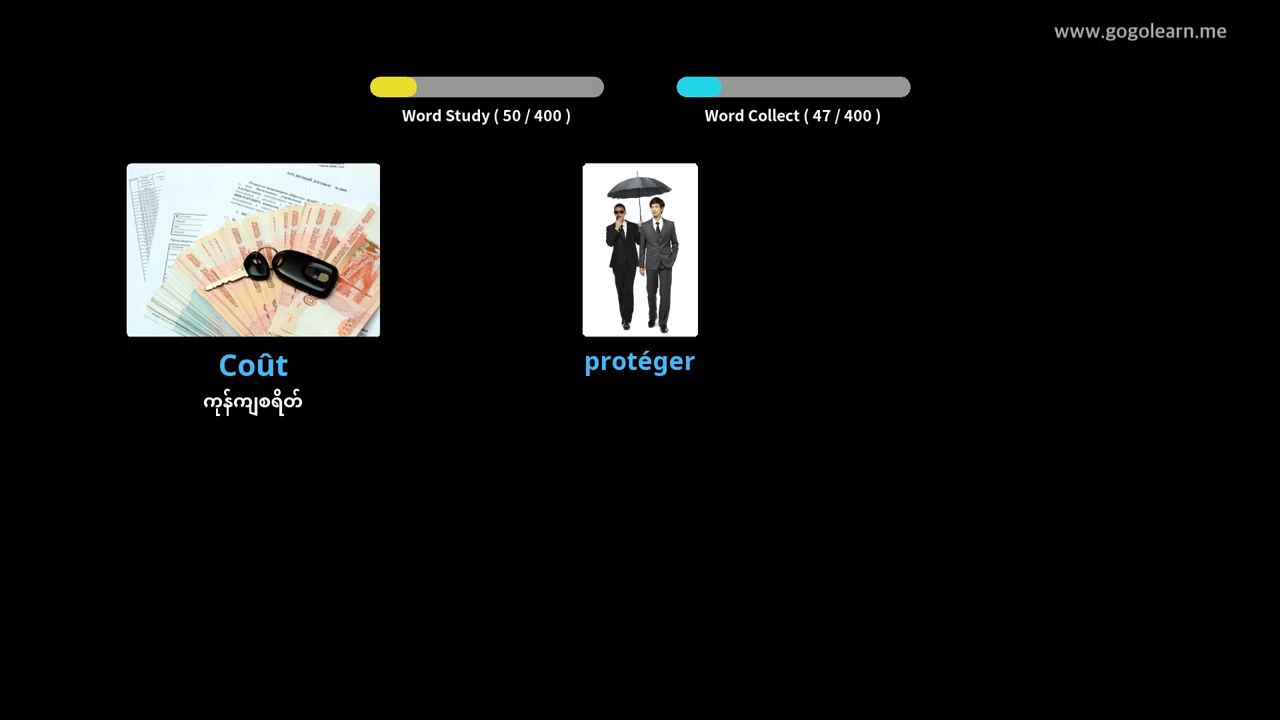 www.gogolearn.me
Word Study ( 50 / 400 )
Word Collect ( 47 / 400 )
Coût
ကုန်ကျစရိတ်
protéger